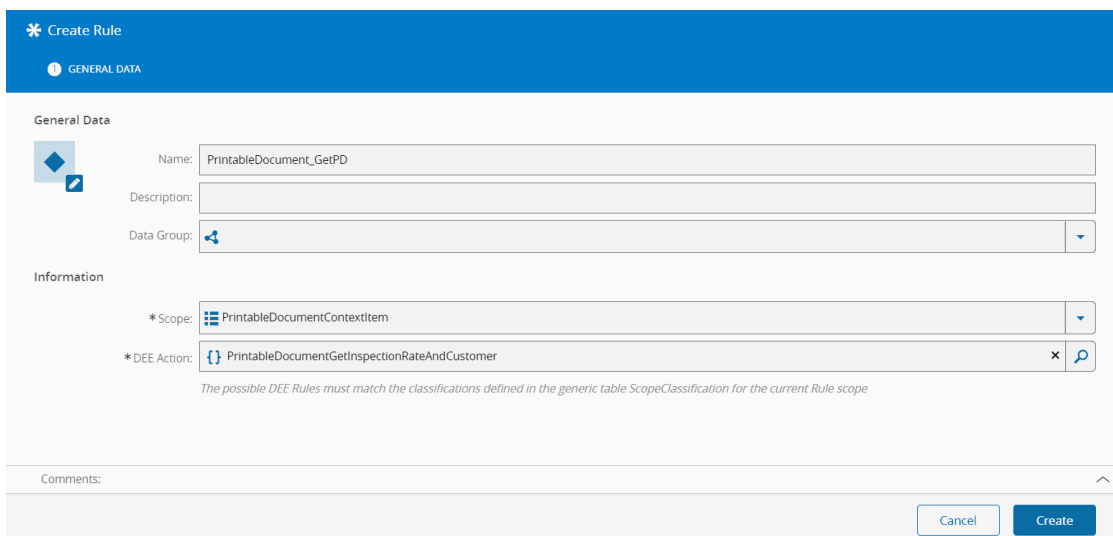 Create Rule
1 GENERAL DATA
General Data
Name: PrintableDocument_GetPD
Description:
Data Group:
Information
*Scope: PrintableDocumentContextItem
*DEE Action: {} PrintableDocumentGetInspectionRateAndCustomer
The possible DEE Rules must match the classifications defined in the generic table ScopeClassification for the current Rule scope
Comments:
Cancel Create